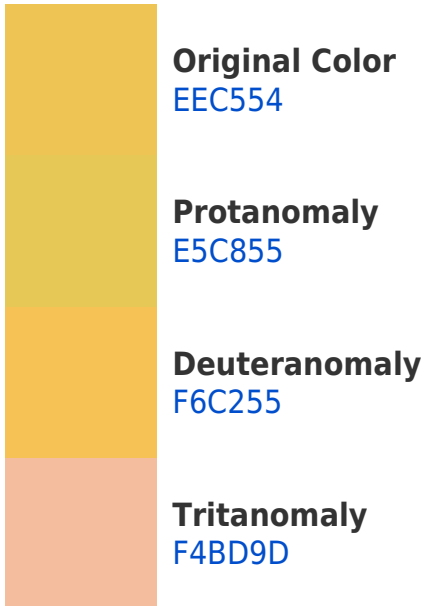 Original Color
EEC554
Protanomaly
E5C855
Deuteranomaly
F6C255
Tritanomaly
F4BD9D